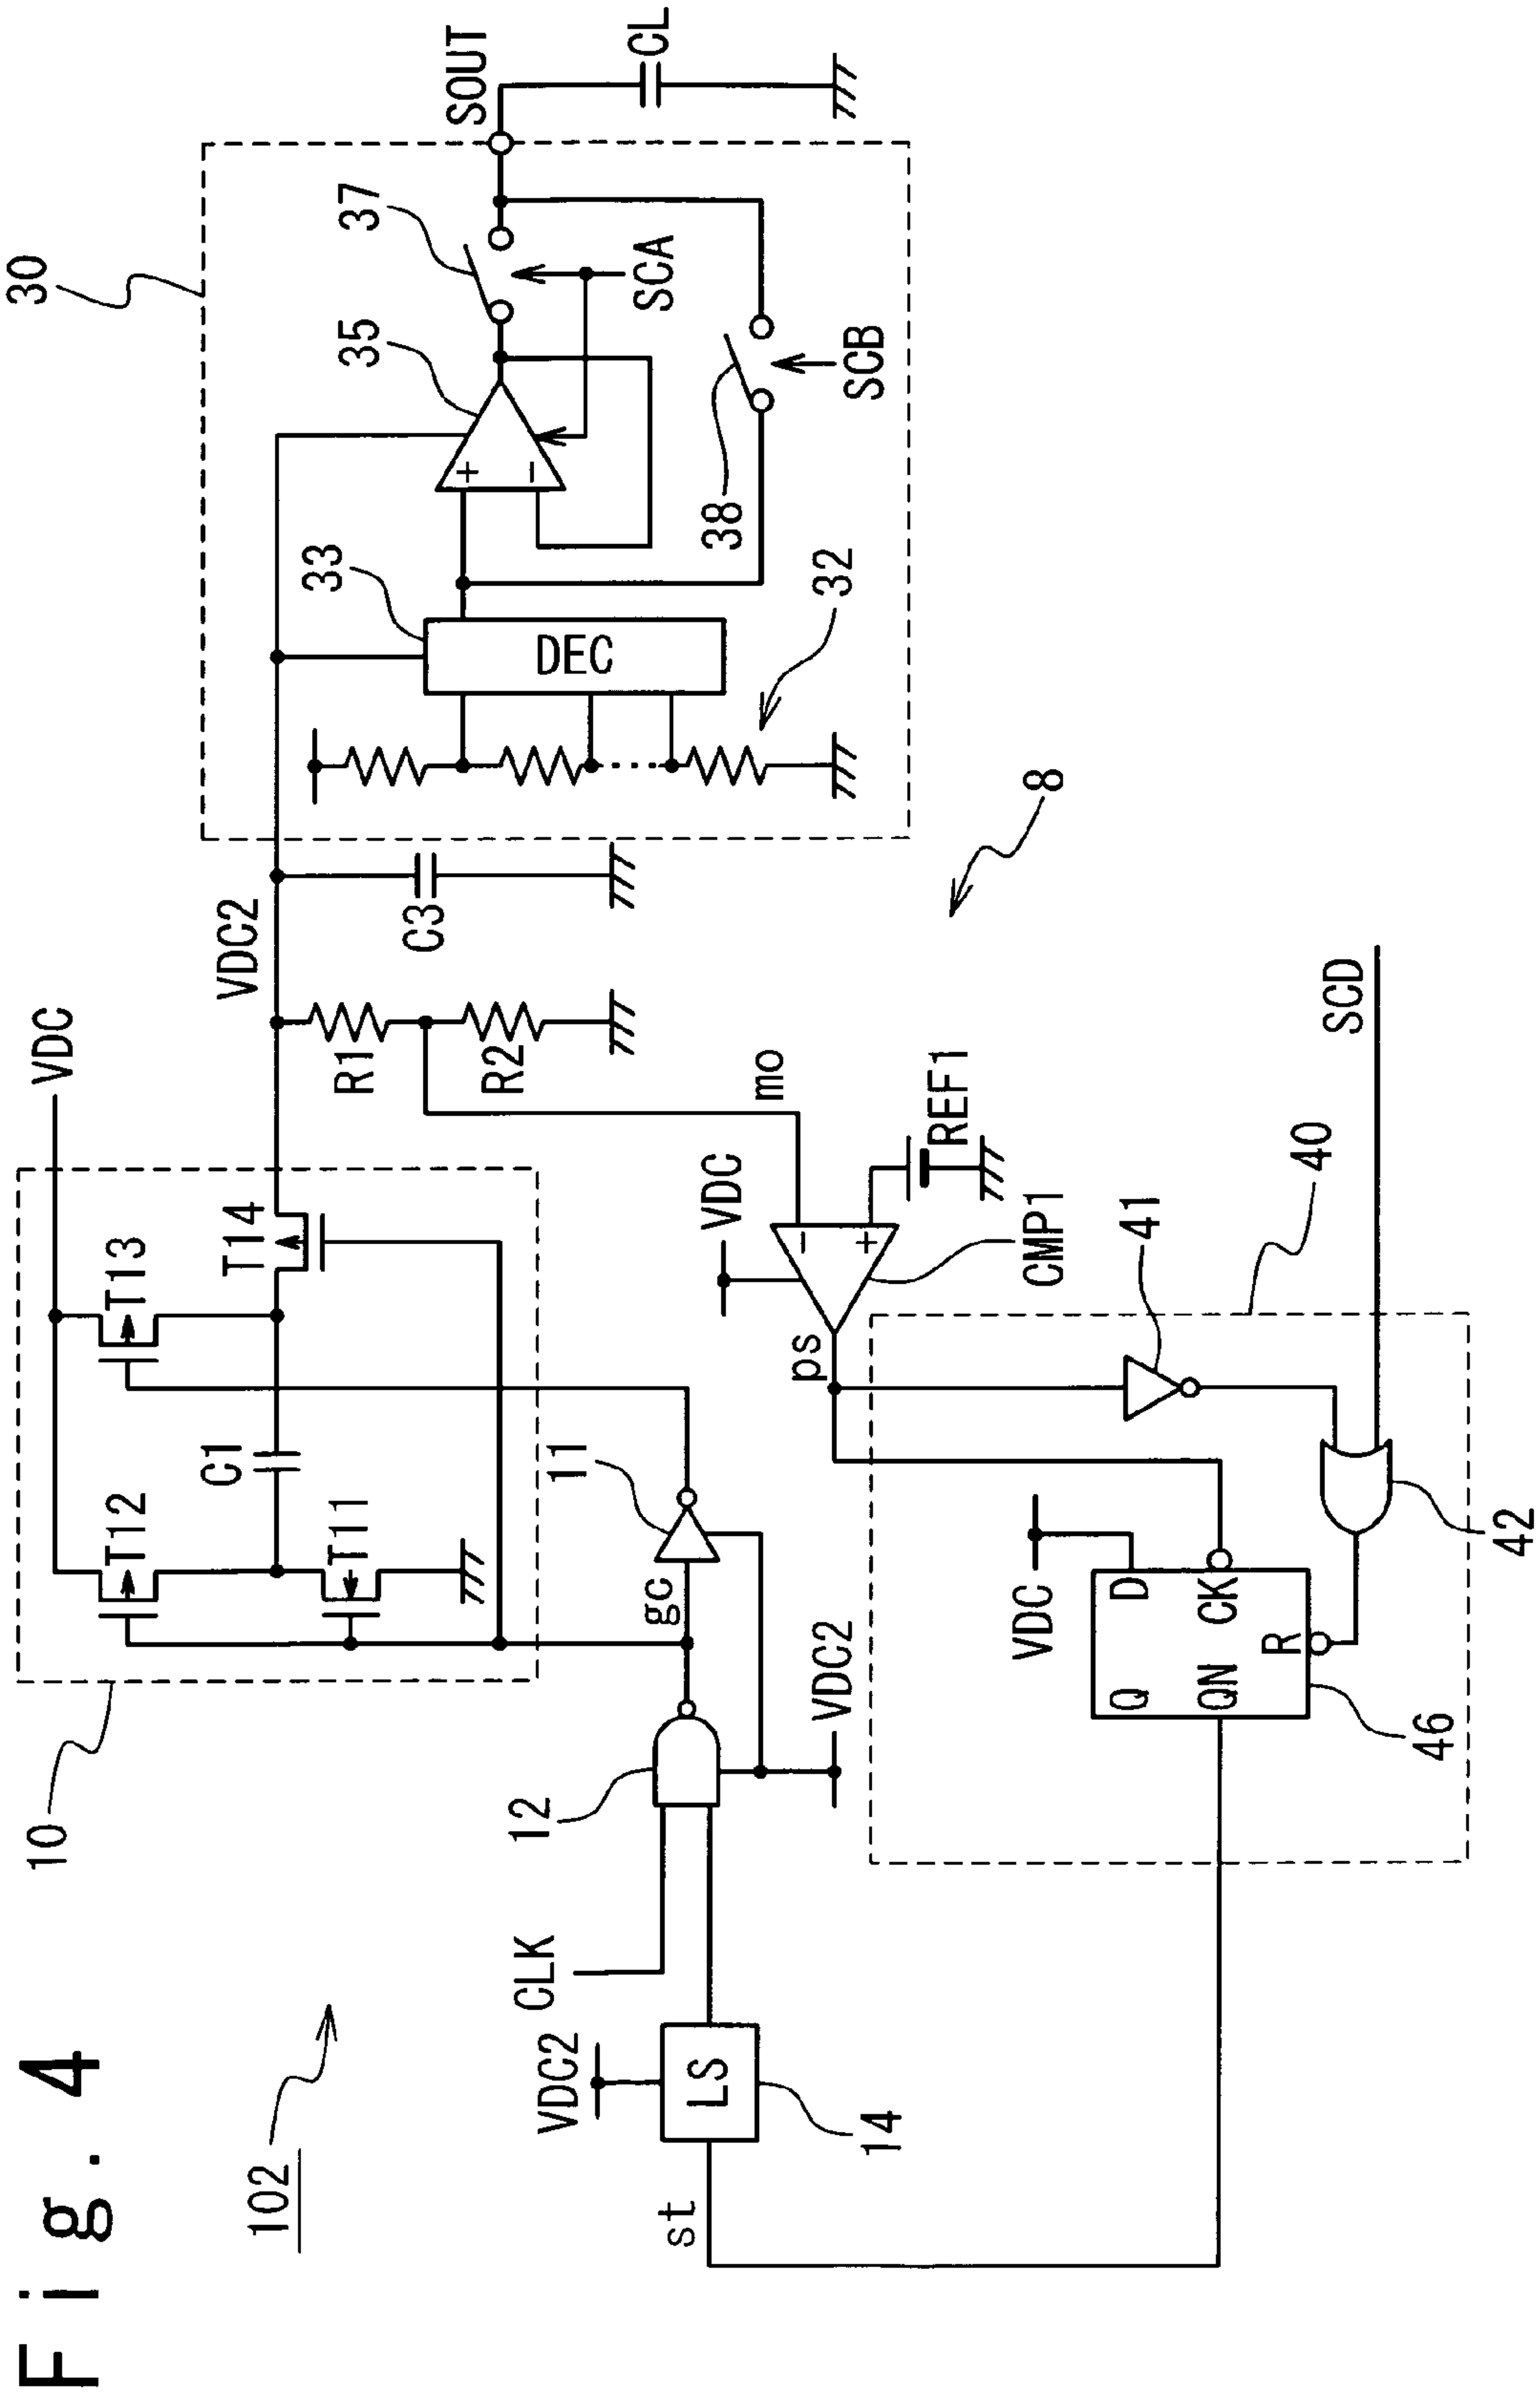 Fig. 4
102
10
VDC
T12
T13
C1
T11
T14
VDC2
R1
R2
C3
30
33
DEC
32
35
+
−
37
SCA
38
SCB
SOUT
CL
CLK
12
gc
11
VDC2
VDC2
LS
14
st
mo
VDC
−
+
REF1
CMP1
ps
8
40
41
SCD
42
VDC
D
CK
R
Q
QN
46